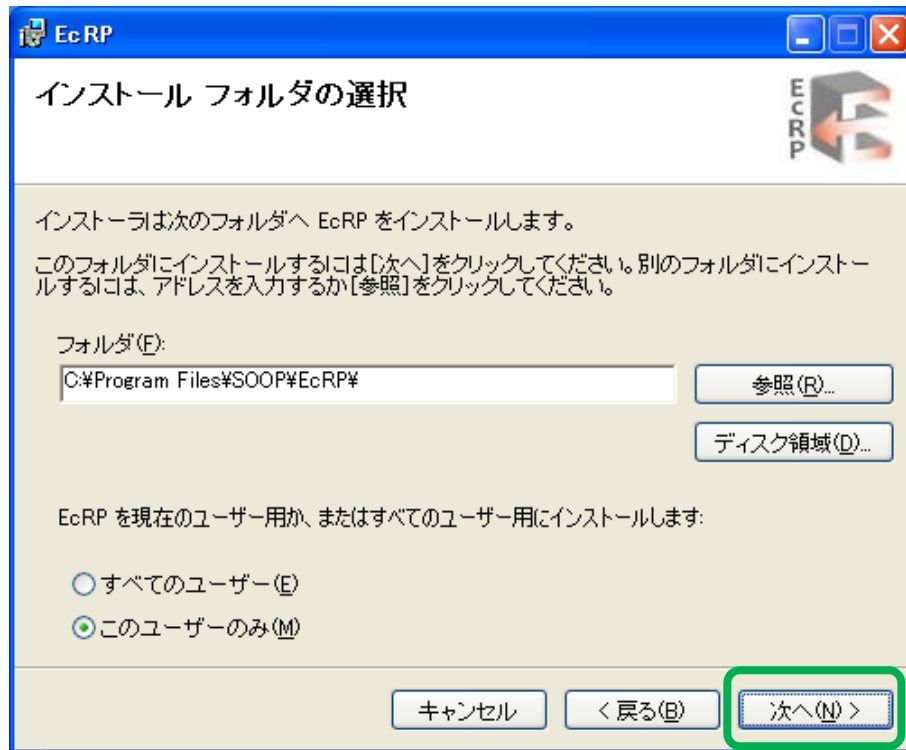 EcRP
インストール フォルダの選択
E
C
R
P
インストーラは次のフォルダへ EcRP をインストールします。
このフォルダにインストールするには[次へ]をクリックしてください。別のフォルダにインストー
ルするには、アドレスを入力するか[参照]をクリックしてください。
フォルダ(F):
C:¥Program Files¥SOOP¥EcRP¥
参照(R)...
ディスク領域(D)...
EcRP を現在のユーザー用か、またはすべてのユーザー用にインストールします:
すべてのユーザー(E)
このユーザーのみ(M)
キャンセル
< 戻る(B)
次へ(N) >